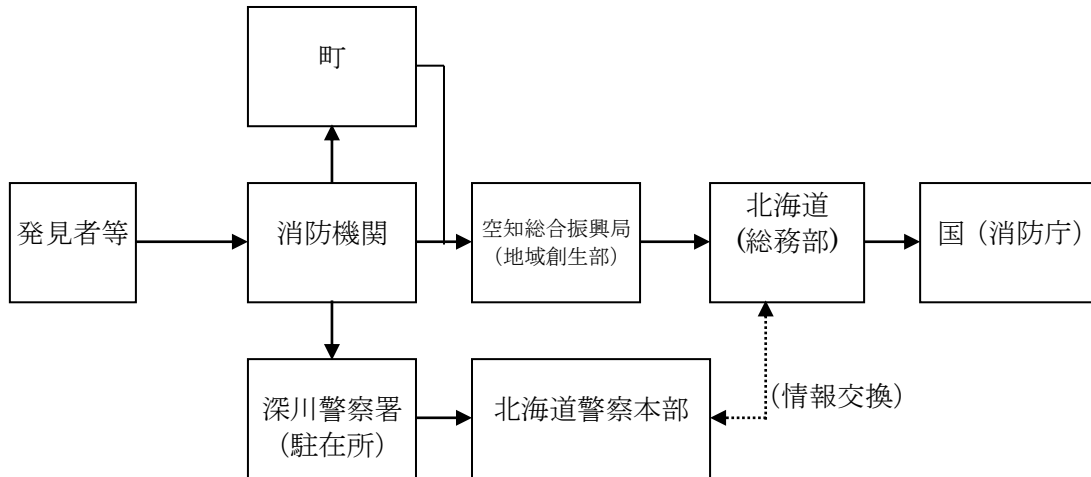 町
発見者等
消防機関
空知総合振興局
（地域創生部）
北海道
(総務部)
国（消防庁）
深川警察署
（駐在所）
北海道警察本部
(情報交換）